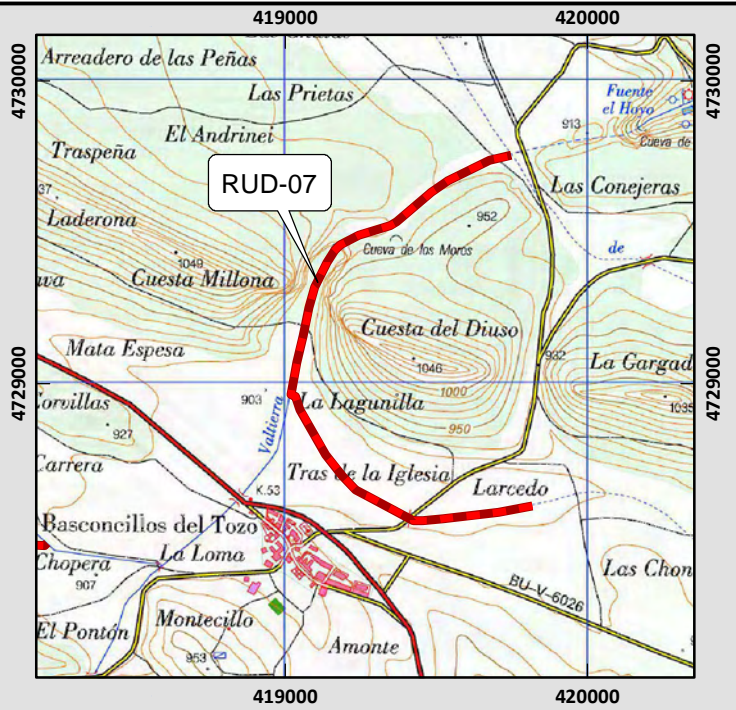 419000
420000
4730000
4730000
Arreadero de las Peñas
Las Prietas
Fuente
el Hoyo
913
El Andrinei
Cueva de
Traspeña
RUD-07
Las Conejeras
37
952
Laderona
de
Cueva de los Moros
1049
Cuesta Millona
Cuesta del Diuso
Mata Espesa
932
La Gargad
1046
4729000
4729000
1000
1035
903
La Lagunilla
Corvillas
950
927
Valtierra
Carrera
Tras de la Iglesia
Larcedo
K.53
Basconcillos del Tozo
La Loma
Chopera
Las Chon
907
BU-V-6026
Montecillo
El Pontón
Amonte
953
419000
420000